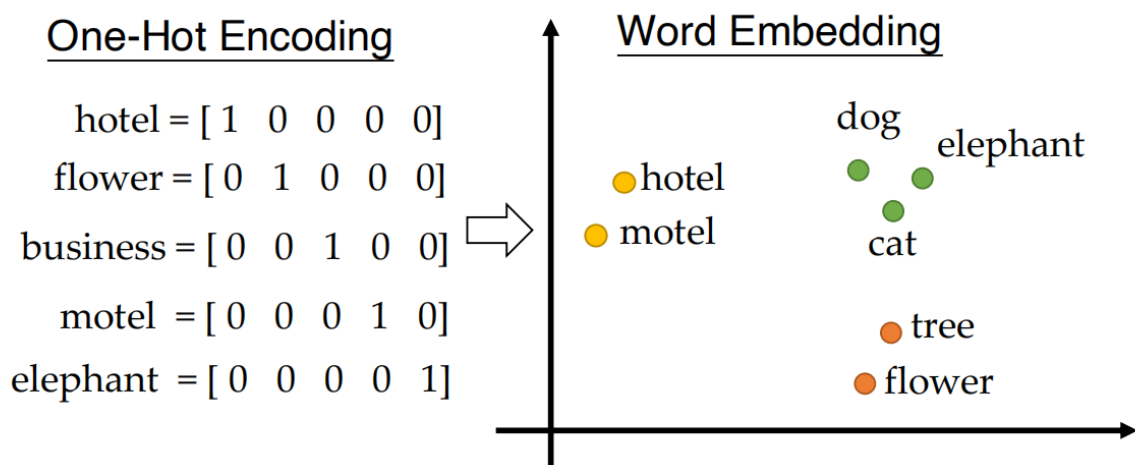 One-Hot Encoding
hotel = [ 1 0 0 0 0]
flower = [ 0 1 0 0 0]
business = [ 0 0 1 0 0]
motel = [ 0 0 0 1 0]
elephant = [ 0 0 0 0 1]
Word Embedding
dog
elephant
hotel
motel
cat
tree
flower